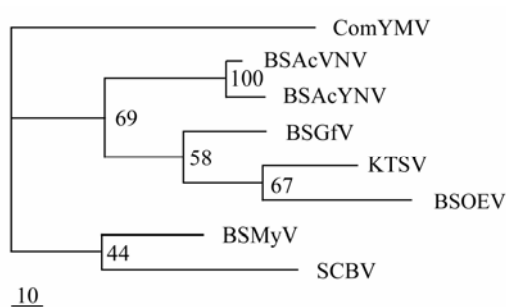 ComYMV
BSAcVNV
100
BSAcYNV
69
BSGfV
58
KTSV
67
BSOEV
BSMyV
44
SCBV
10